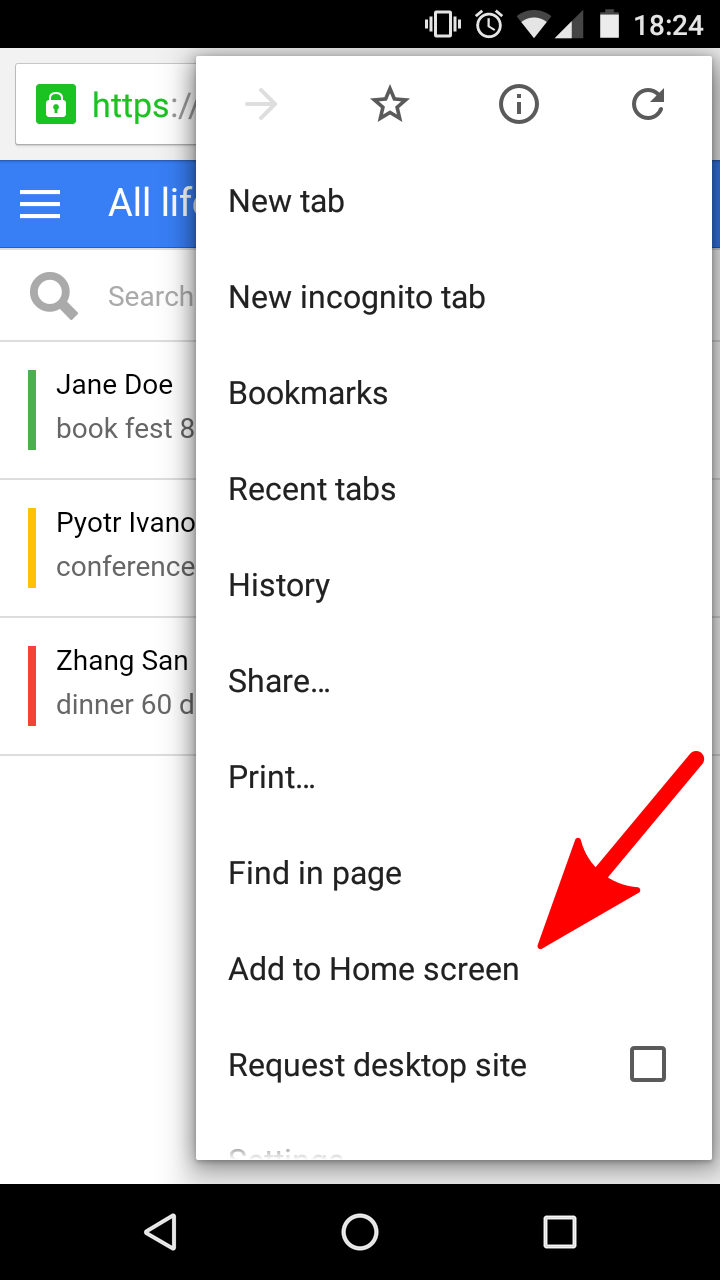 18:24
https://
All life
New tab
Search
New incognito tab
Jane Doe
book fest 8
Bookmarks
Recent tabs
Pyotr Ivano
conference
History
Zhang San
dinner 60 d
Share...
Print...
Find in page
Add to Home screen
Request desktop site
Settings